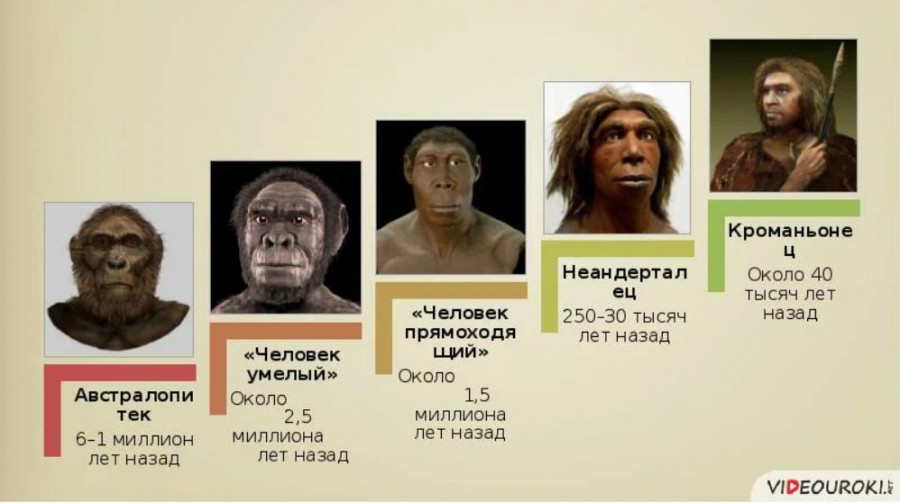 Австралопи
тек
6–1 миллион
лет назад
«Человек
умелый»
Около
2,5
миллиона
лет назад
«Человек
прямоходя
щий»
Около
1,5
миллиона
лет назад
Неандертал
ец
250–30 тысяч
лет назад
Кроманьоне
ц
Около 40
тысяч лет
назад
VIDEOUROKI.NET